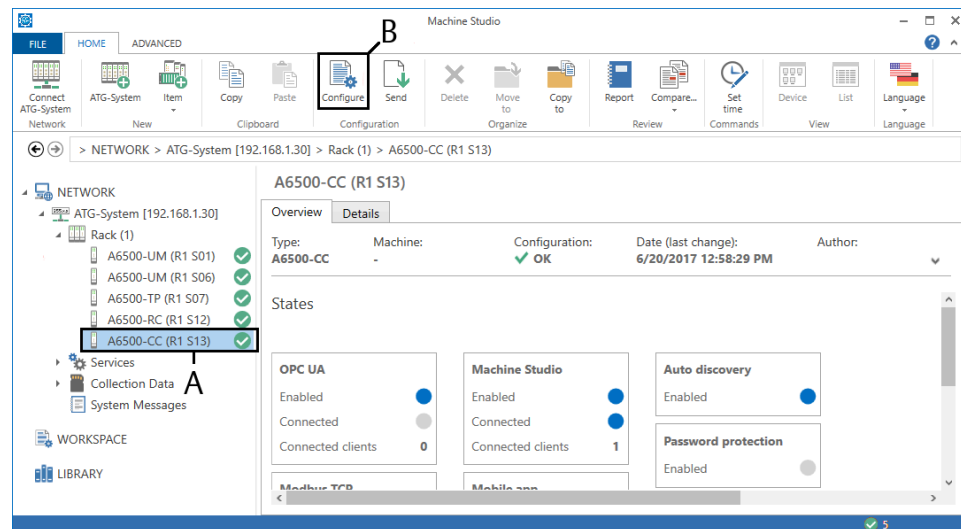 Machine Studio
B
FILE HOME ADVANCED
Connect ATG-System ATG-System Item Copy Paste Configure Send Delete Move to Copy to Report Compare... Set time Device List Language
Network New Clipboard Configuration Organize Review Commands View Language
> NETWORK > ATG-System [192.168.1.30] > Rack (1) > A6500-CC (R1 S13)
NETWORK
ATG-System [192.168.1.30]
Rack (1)
A6500-UM (R1 S01)
A6500-UM (R1 S06)
A6500-TP (R1 S07)
A6500-RC (R1 S12)
A6500-CC (R1 S13)
A
Services
Collection Data
System Messages
WORKSPACE
LIBRARY
A6500-CC (R1 S13)
Overview Details
Type: Machine: Configuration: Date (last change): Author:
A6500-CC - OK 6/20/2017 12:58:29 PM
States
OPC UA
Enabled
Connected
Connected clients 0
Machine Studio
Enabled
Connected
Connected clients 1
Auto discovery
Enabled
Password protection
Enabled
Modbus TCP
Mobile app
5